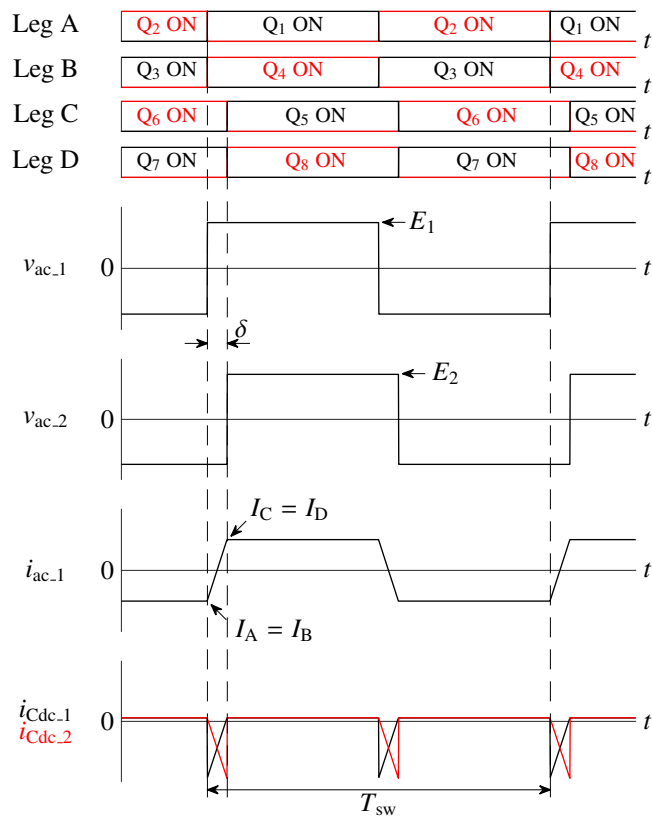 Leg A Q2 ON Q1 ON Q2 ON Q1 ON t
Leg B Q3 ON Q4 ON Q3 ON Q4 ON t
Leg C Q6 ON Q5 ON Q6 ON Q5 ON t
Leg D Q7 ON Q8 ON Q7 ON Q8 ON t
E1
vac_1 0 t
δ
E2
vac_2 0 t
IC = ID
iac_1 0 t
IA = IB
iCdc_1 0 t
iCdc_2
Tsw